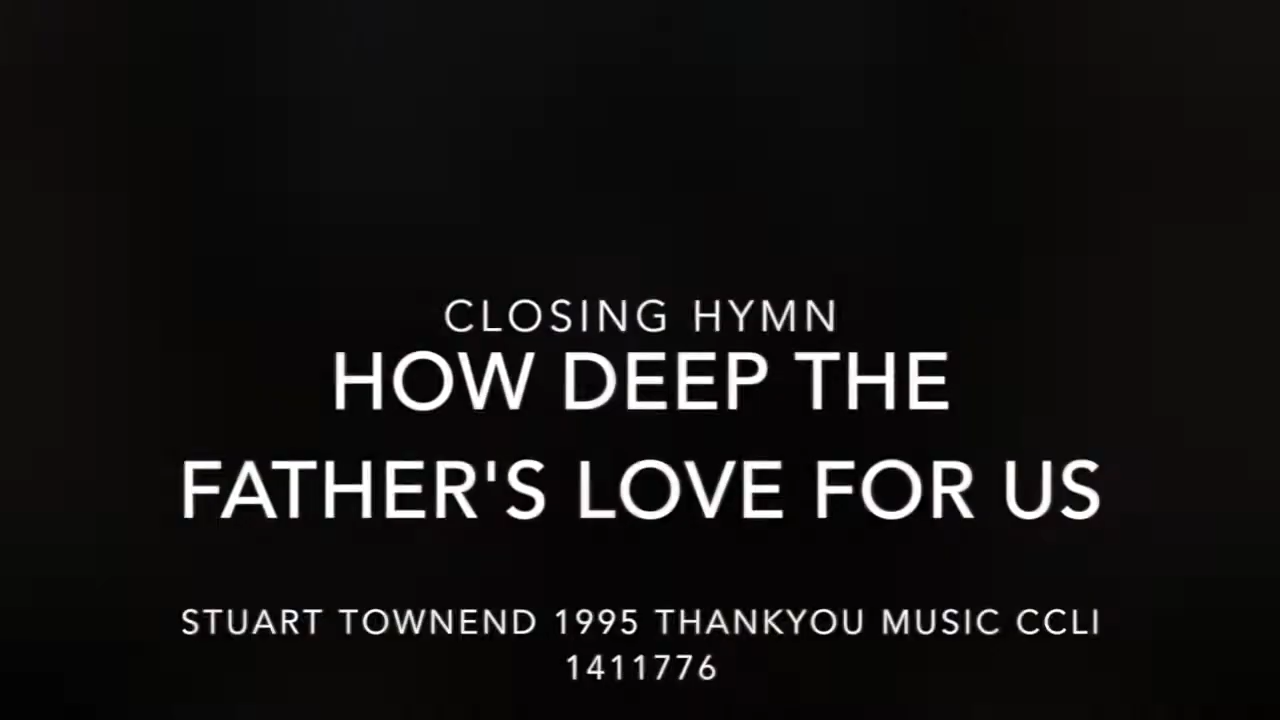 CLOSING HYMN
HOW DEEP THE
FATHER'S LOVE FOR US
STUART TOWNEND 1995 THANKYOU MUSIC CCLI
1411776